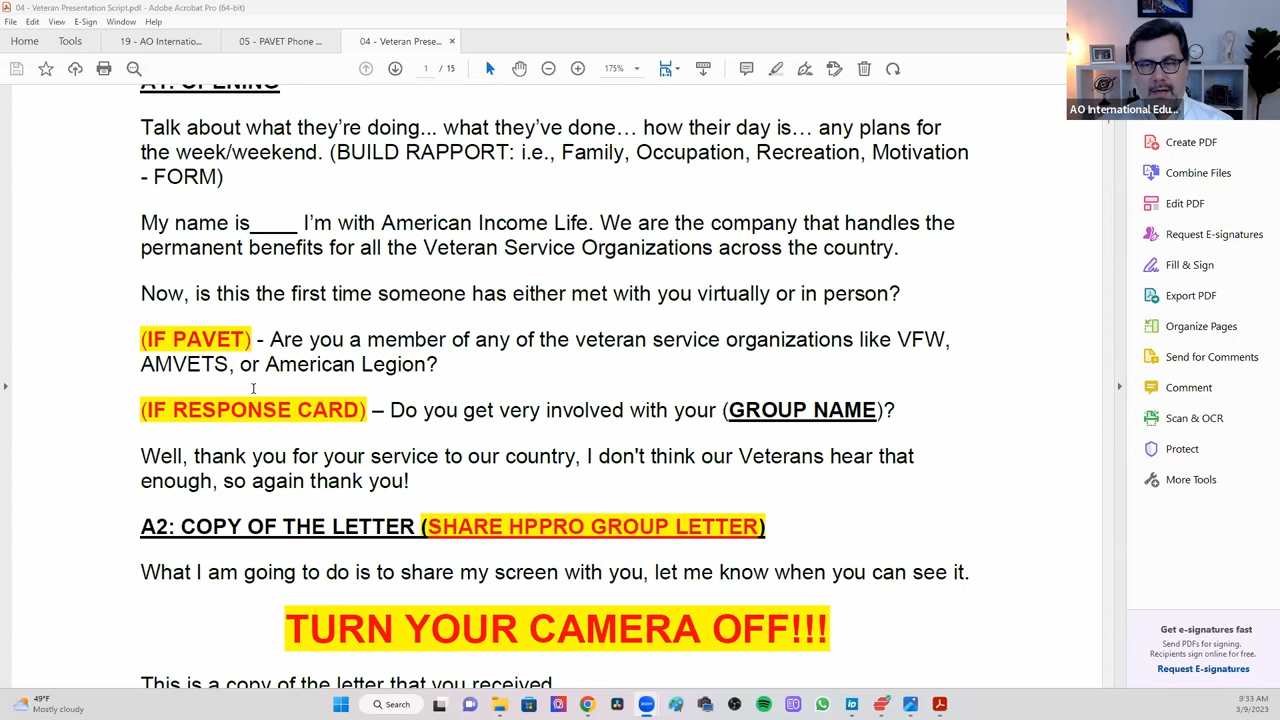 04 - Veteran Presentation Script.pdf - Adobe Acrobat Pro (64-bit)
File Edit View E-Sign Window Help
Home Tools 19 - AO Internatio... 05 - PAVET Phone ... 04 - Veteran Prese... ×
/ 15 175%
AO International Edu...
A1: OPENING
Talk about what they're doing... what they've done… how their day is… any plans for
the week/weekend. (BUILD RAPPORT: i.e., Family, Occupation, Recreation, Motivation
- FORM)
My name is____ I'm with American Income Life. We are the company that handles the
permanent benefits for all the Veteran Service Organizations across the country.
Now, is this the first time someone has either met with you virtually or in person?
(IF PAVET) - Are you a member of any of the veteran service organizations like VFW,
AMVETS, or American Legion?
(IF RESPONSE CARD) – Do you get very involved with your (GROUP NAME)?
Well, thank you for your service to our country, I don't think our Veterans hear that
enough, so again thank you!
A2: COPY OF THE LETTER (SHARE HPPRO GROUP LETTER)
What I am going to do is to share my screen with you, let me know when you can see it.
TURN YOUR CAMERA OFF!!!
This is a copy of the letter that you received
Create PDF
Combine Files
Edit PDF
Request E-signatures
Fill & Sign
Export PDF
Organize Pages
Send for Comments
Comment
Scan & OCR
Protect
More Tools
Get e-signatures fast
Send PDFs for signing.
Recipients sign online for free.
Request E-signatures
49°F
Mostly cloudy
Search
9:33 AM
3/9/2023